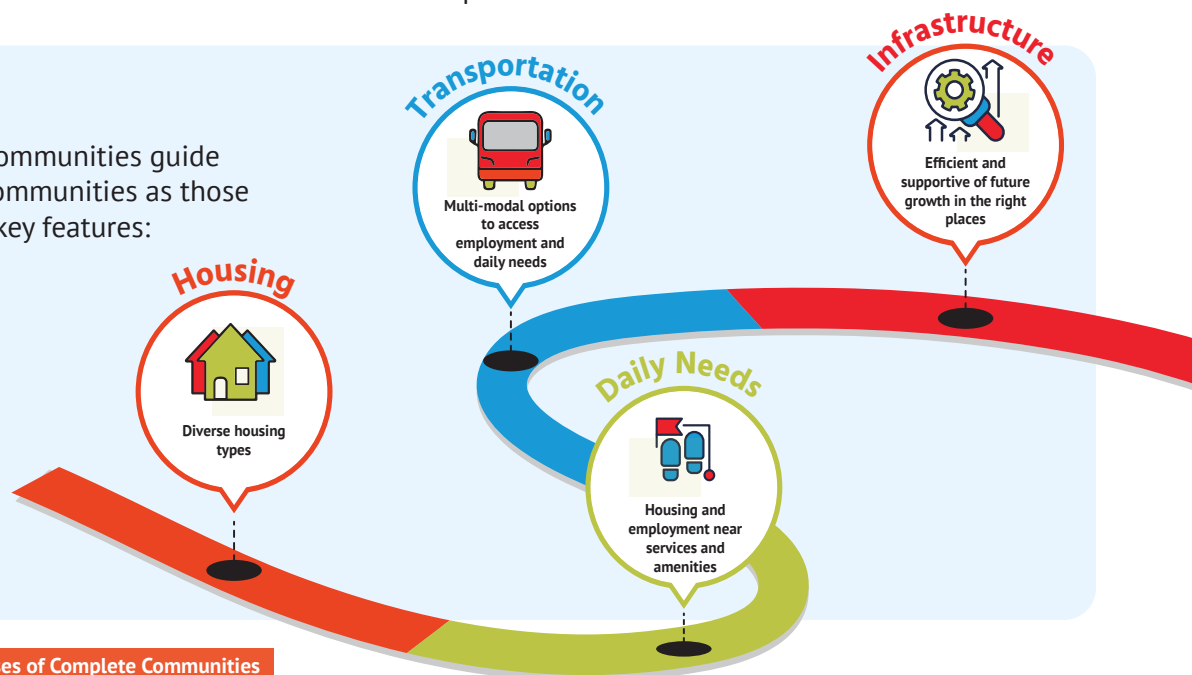 ommunities guide
ommunities as those
key features:
Housing
Diverse housing
types
Transportation
Multi-modal options
to access
employment and
daily needs
Daily Needs
Housing and
employment near
services and
amenities
Infrastructure
Efficient and
supportive of future
growth in the right
places
es of Complete Communities